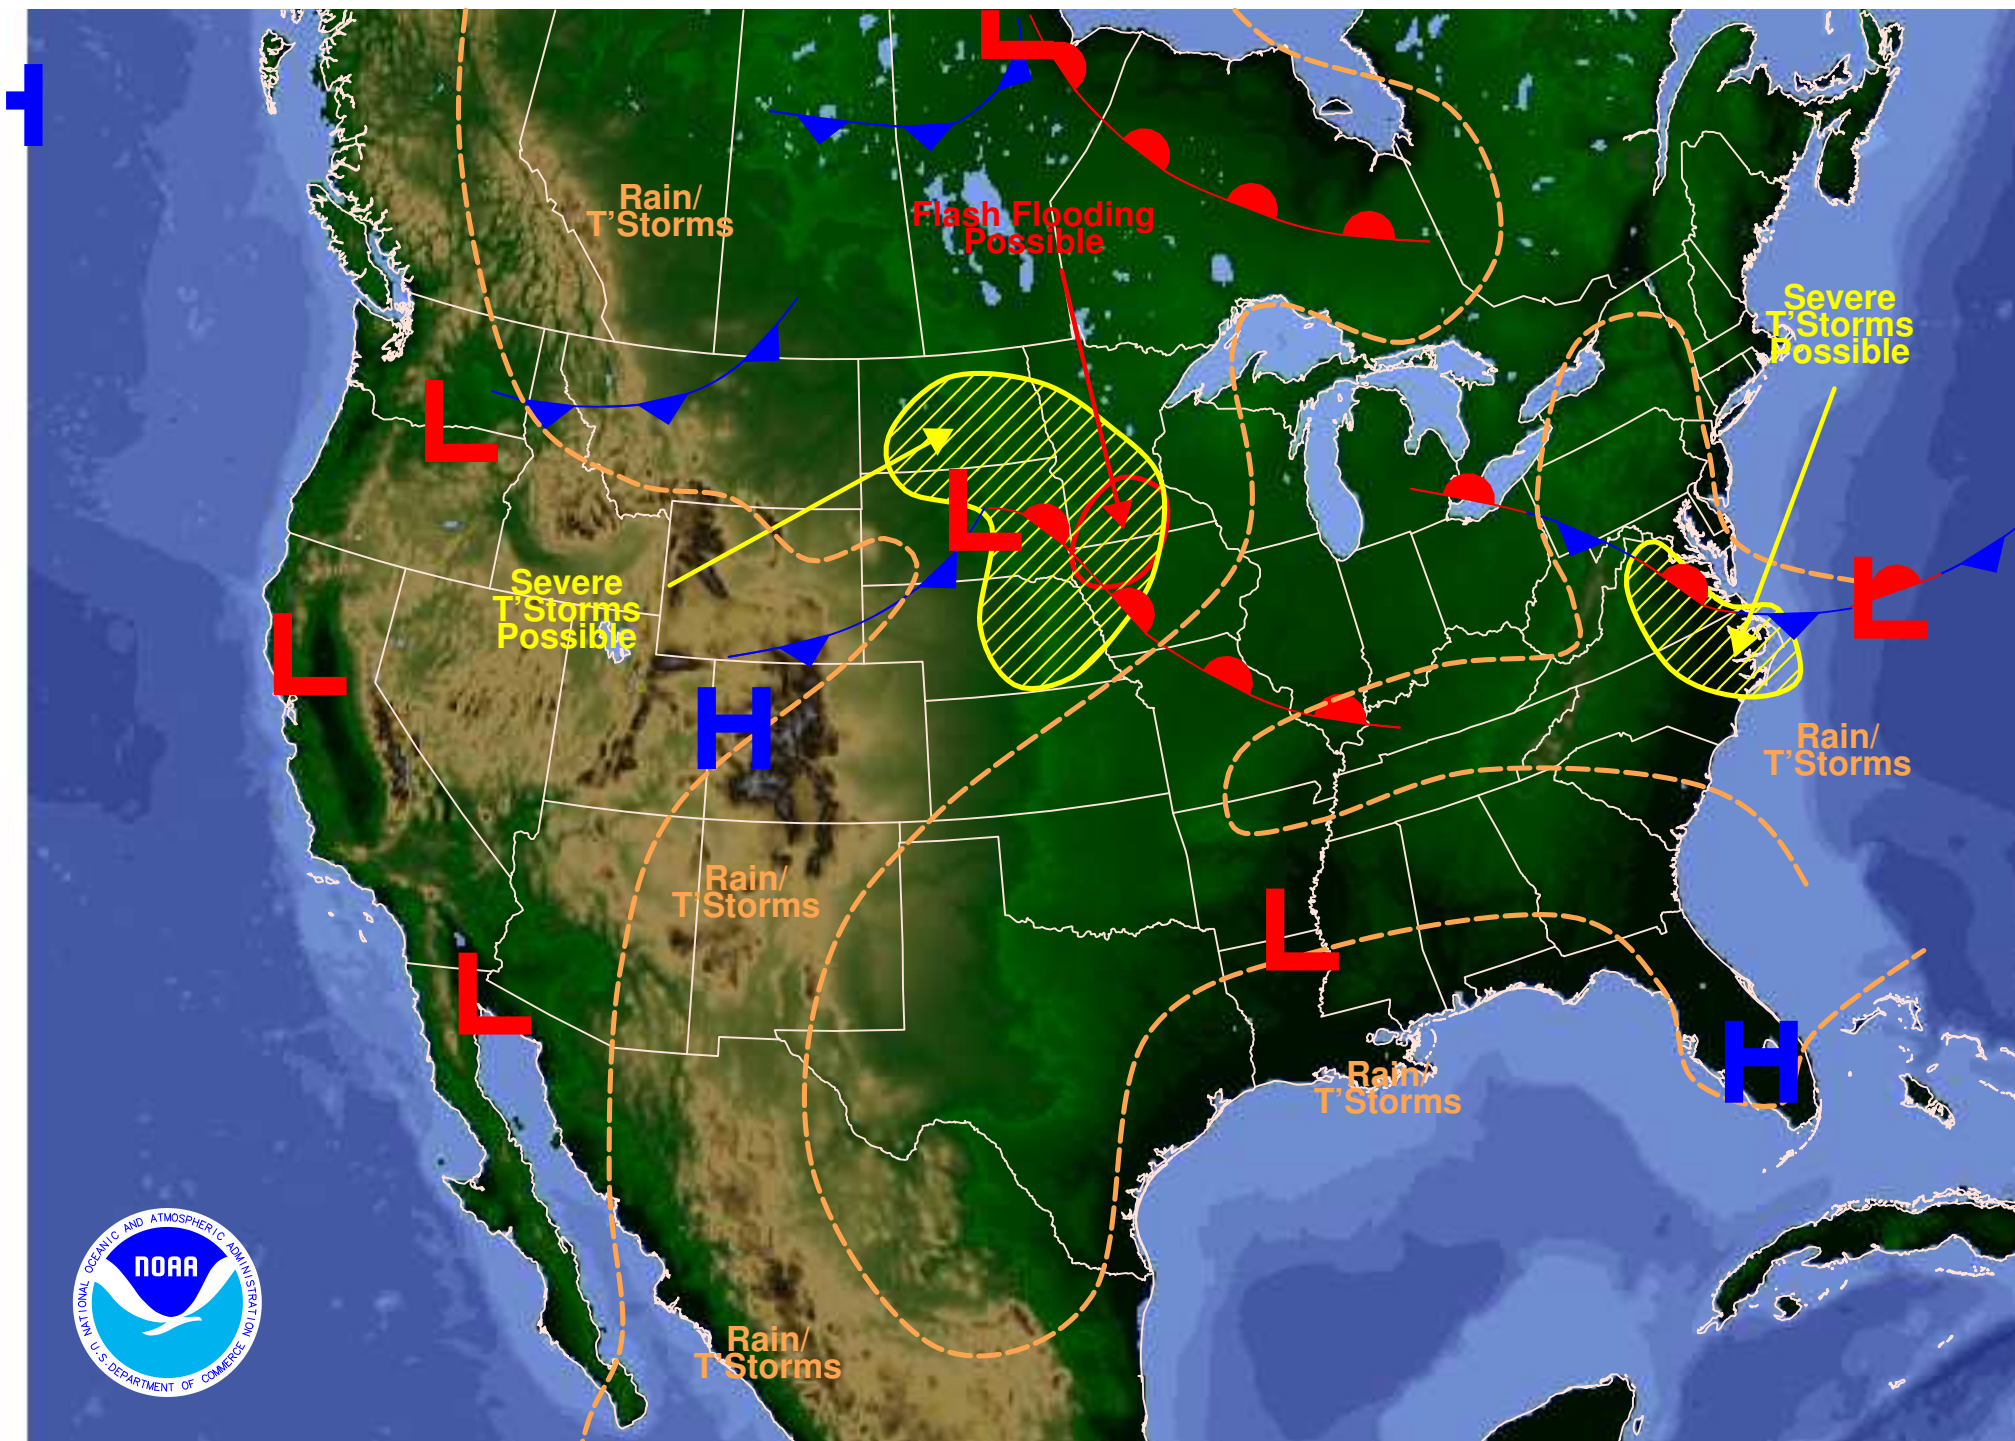 L
Rain/
T'Storms
Flash Flooding
Possible
Severe
T'Storms
Possible
L
L
Severe
T'Storms
Possible
L
L
H
Rain/
T'Storms
Rain/
T'Storms
L
L
H
Rain/
T'Storms
Rain/
T'Storms
NATIONAL OCEANIC AND ATMOSPHERIC ADMINISTRATION
NOAA
U.S. DEPARTMENT OF COMMERCE